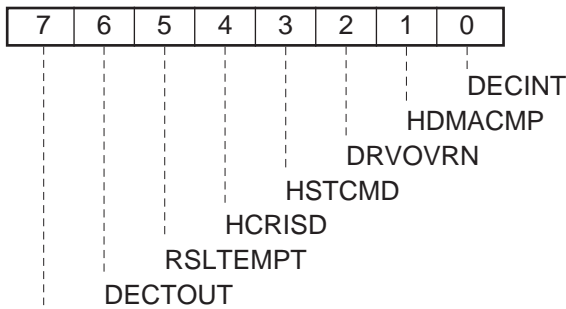 7 6 5 4 3 2 1 0
DECINT
HDMACMP
DRVOVRN
HSTCMD
HCRISD
RSLTEMPT
DECTOUT